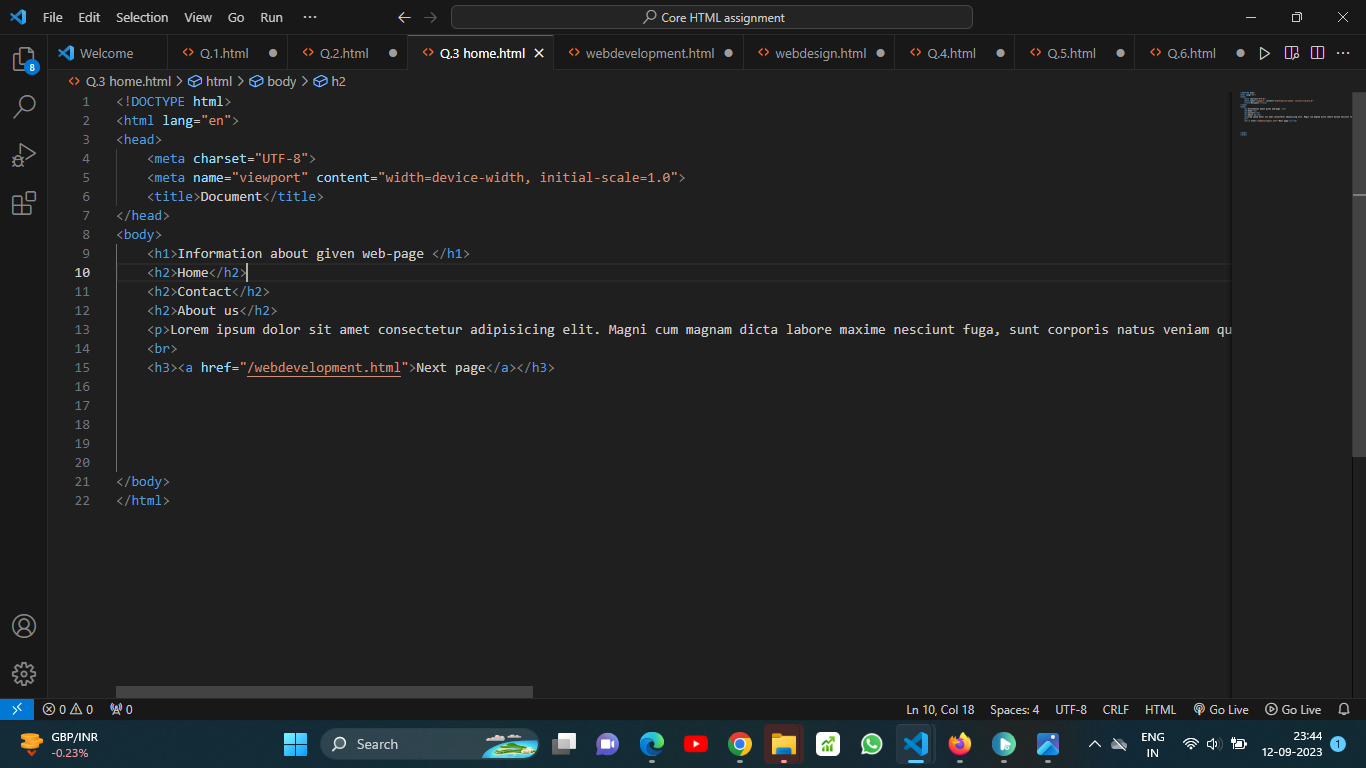 File Edit Selection View Go Run ··· Core HTML assignment
Welcome Q.1.html Q.2.html Q.3 home.html webdevelopment.html webdesign.html Q.4.html Q.5.html Q.6.html
8
Q.3 home.html > html > body > h2
1 <!DOCTYPE html>
2 <html lang="en">
3 <head>
4 <meta charset="UTF-8">
5 <meta name="viewport" content="width=device-width, initial-scale=1.0">
6 <title>Document</title>
7 </head>
8 <body>
9 <h1>Information about given web-page </h1>
10 <h2>Home</h2>
11 <h2>Contact</h2>
12 <h2>About us</h2>
13 <p>Lorem ipsum dolor sit amet consectetur adipisicing elit. Magni cum magnam dicta labore maxime nesciunt fuga, sunt corporis natus veniam qu
14 <br>
15 <h3><a href="/webdevelopment.html">Next page</a></h3>
16
17
18
19
20
21 </body>
22 </html>
0 0 0 Ln 10, Col 18 Spaces: 4 UTF-8 CRLF HTML Go Live Go Live
GBP/INR
-0.23%
Search
ENG
IN
23:44
12-09-2023
1